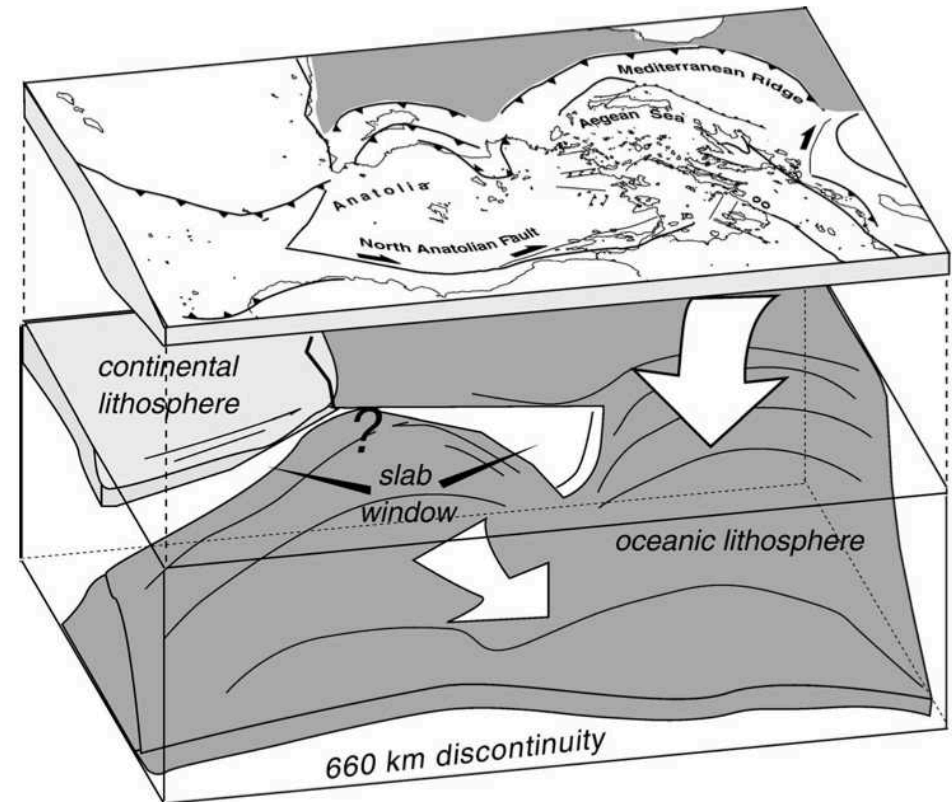 Mediterranean Ridge
Aegean Sea
Anatolia
North Anatolian Fault
continental
lithosphere
?
slab
window
oceanic lithosphere
660 km discontinuity